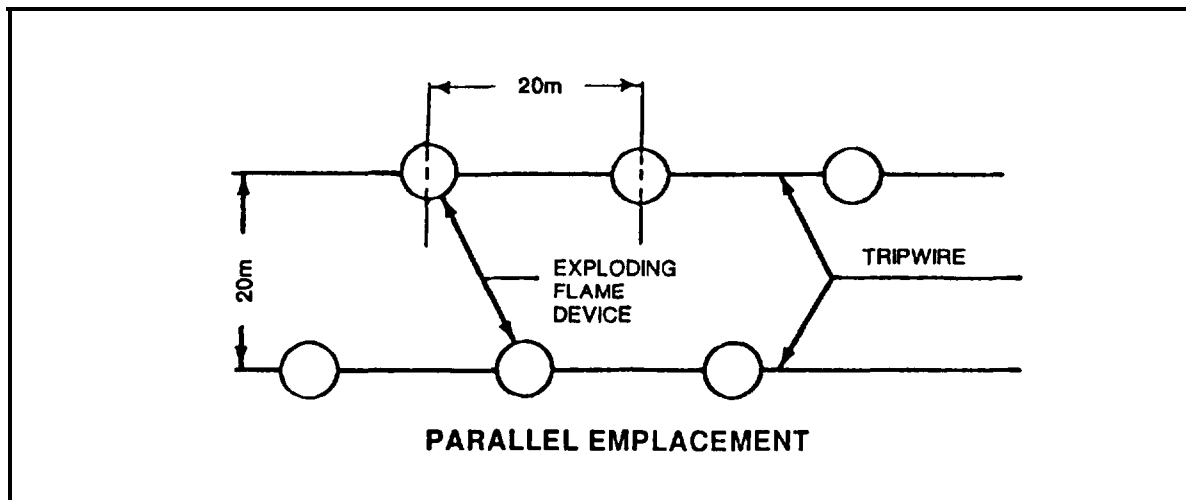 20m
20m
EXPLODING
FLAME
DEVICE
TRIPWIRE
PARALLEL EMPLACEMENT